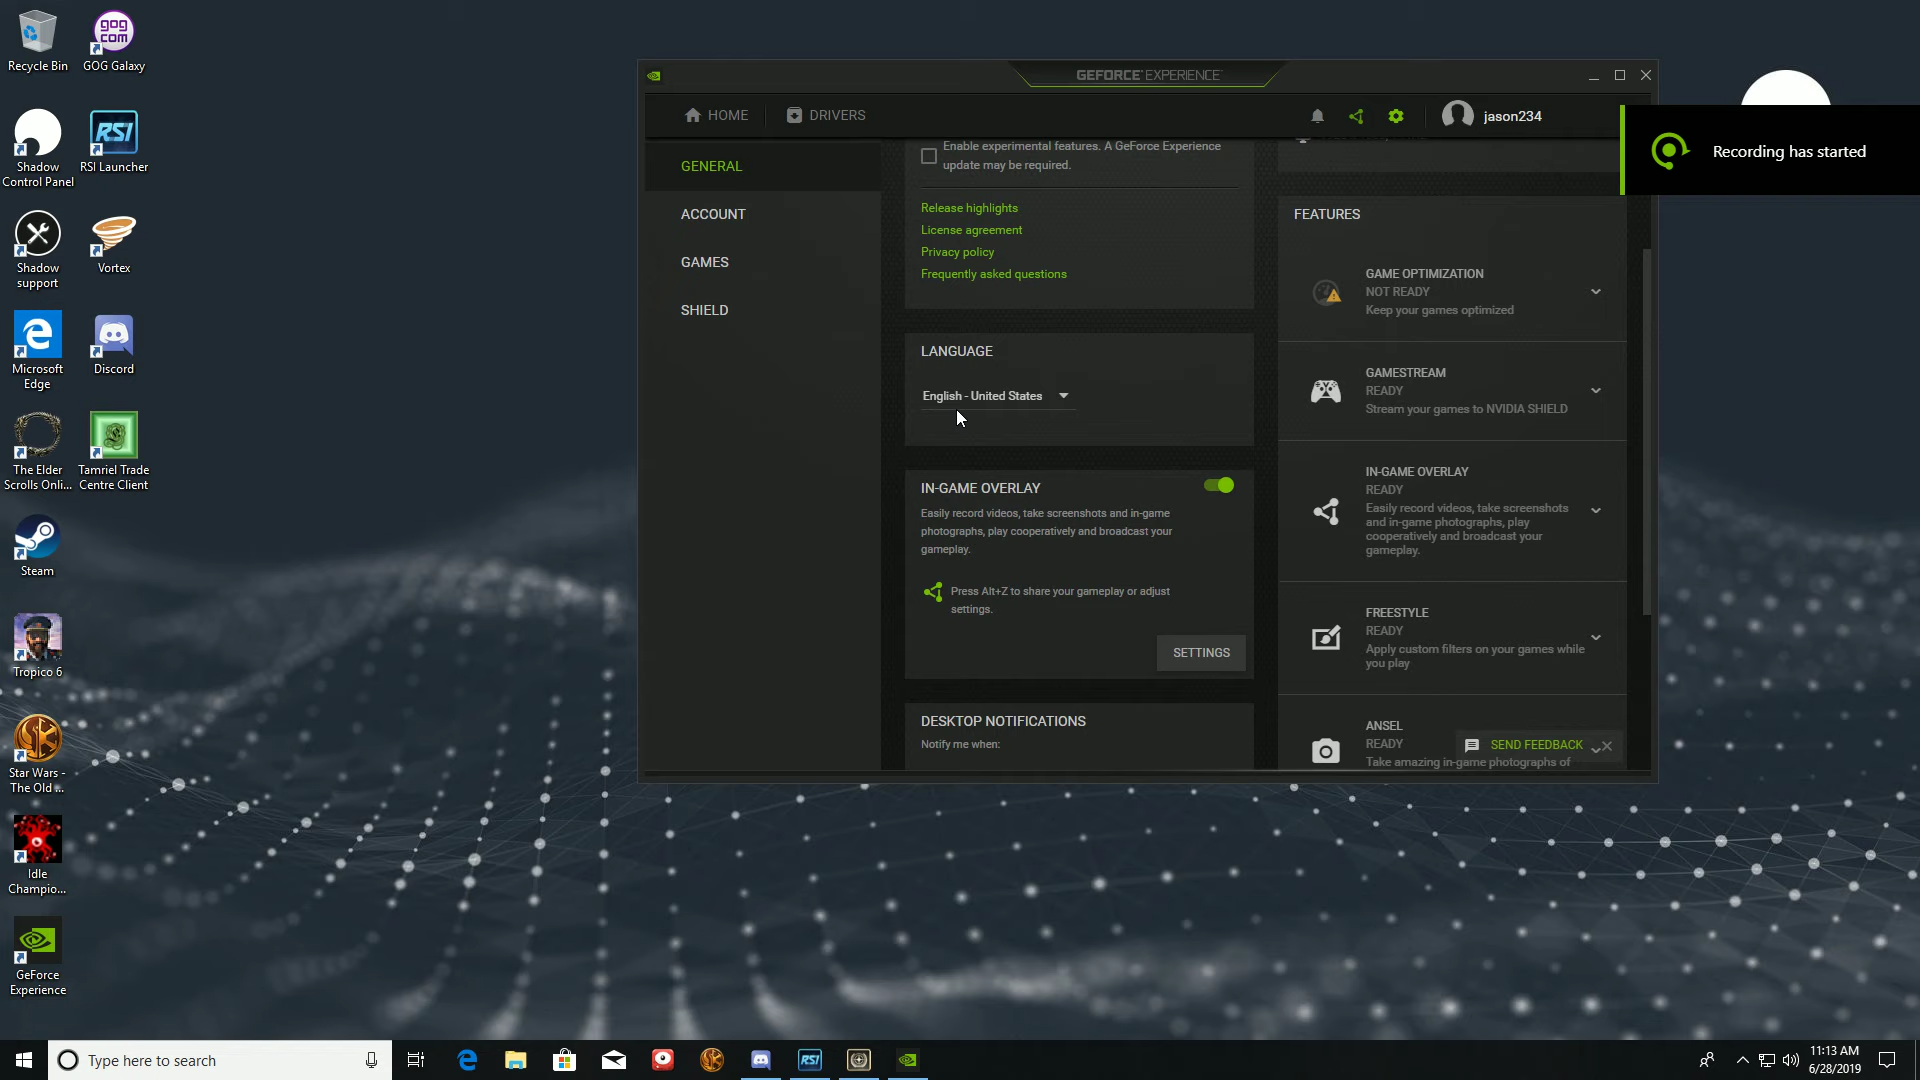 Recycle Bin
GOG Galaxy
gog
com
Shadow
Control Panel
RSI
RSI Launcher
Shadow
support
Vortex
Microsoft
Edge
Discord
The Elder
Scrolls Onli...
Tamriel Trade
Centre Client
Steam
Tropico 6
Star Wars -
The Old ...
Idle
Champio...
GeForce
Experience
GEFORCE EXPERIENCE
HOME
DRIVERS
jason234
Recording has started
GENERAL
ACCOUNT
GAMES
SHIELD
Enable experimental features. A GeForce Experience
update may be required.
Release highlights
License agreement
Privacy policy
Frequently asked questions
LANGUAGE
English - United States
IN-GAME OVERLAY
Easily record videos, take screenshots and in-game
photographs, play cooperatively and broadcast your
gameplay.
Press Alt+Z to share your gameplay or adjust
settings.
SETTINGS
DESKTOP NOTIFICATIONS
Notify me when:
FEATURES
GAME OPTIMIZATION
NOT READY
Keep your games optimized
GAMESTREAM
READY
Stream your games to NVIDIA SHIELD
IN-GAME OVERLAY
READY
Easily record videos, take screenshots
and in-game photographs, play
cooperatively and broadcast your
gameplay.
FREESTYLE
READY
Apply custom filters on your games while
you play
ANSEL
READY
Take amazing in-game photographs of
SEND FEEDBACK
Type here to search
RSI
11:13 AM
6/28/2019